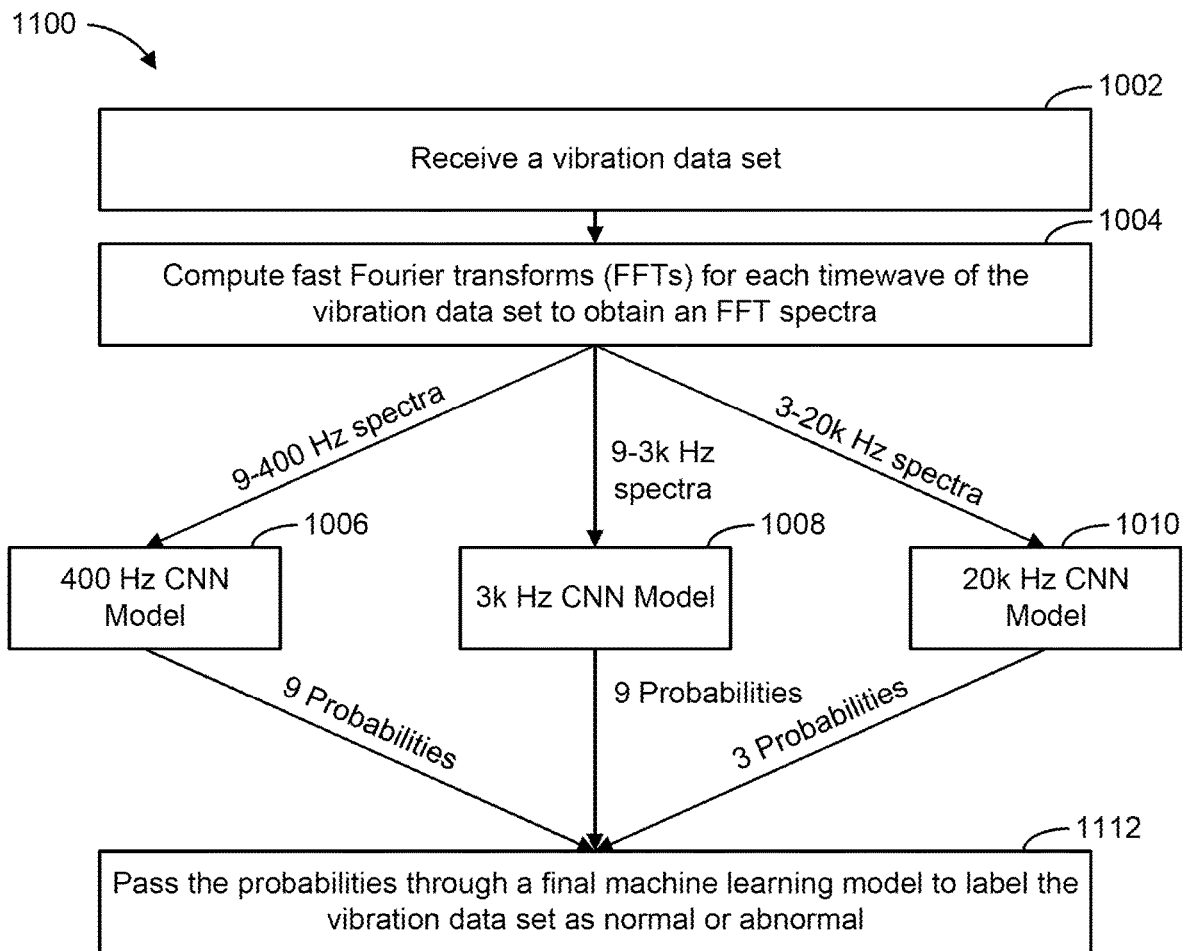 1100
1002
Receive a vibration data set
1004
Compute fast Fourier transforms (FFTs) for each timewave of the
vibration data set to obtain an FFT spectra
9-400 Hz spectra
9-3k Hz
spectra
3-20k Hz spectra
1006
1008
1010
400 Hz CNN
Model
3k Hz CNN Model
20k Hz CNN
Model
9 Probabilities
9 Probabilities
3 Probabilities
1112
Pass the probabilities through a final machine learning model to label the
vibration data set as normal or abnormal